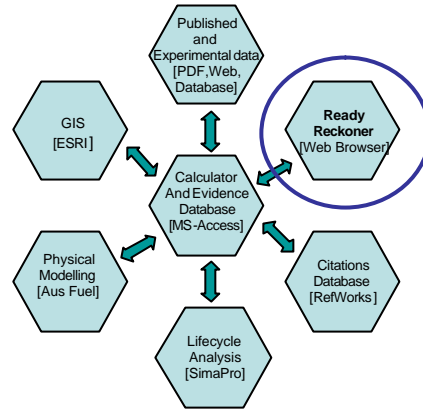 Published
and
Experimental data
[PDF,Web,
Database]
GIS
[ESRI]
Ready
Reckoner
[Web Browser]
Calculator
And Evidence
Database
[MS-Access]
Physical
Modelling
[Aus Fuel]
Citations
Database
[RefWorks]
Lifecycle
Analysis
[SimaPro]